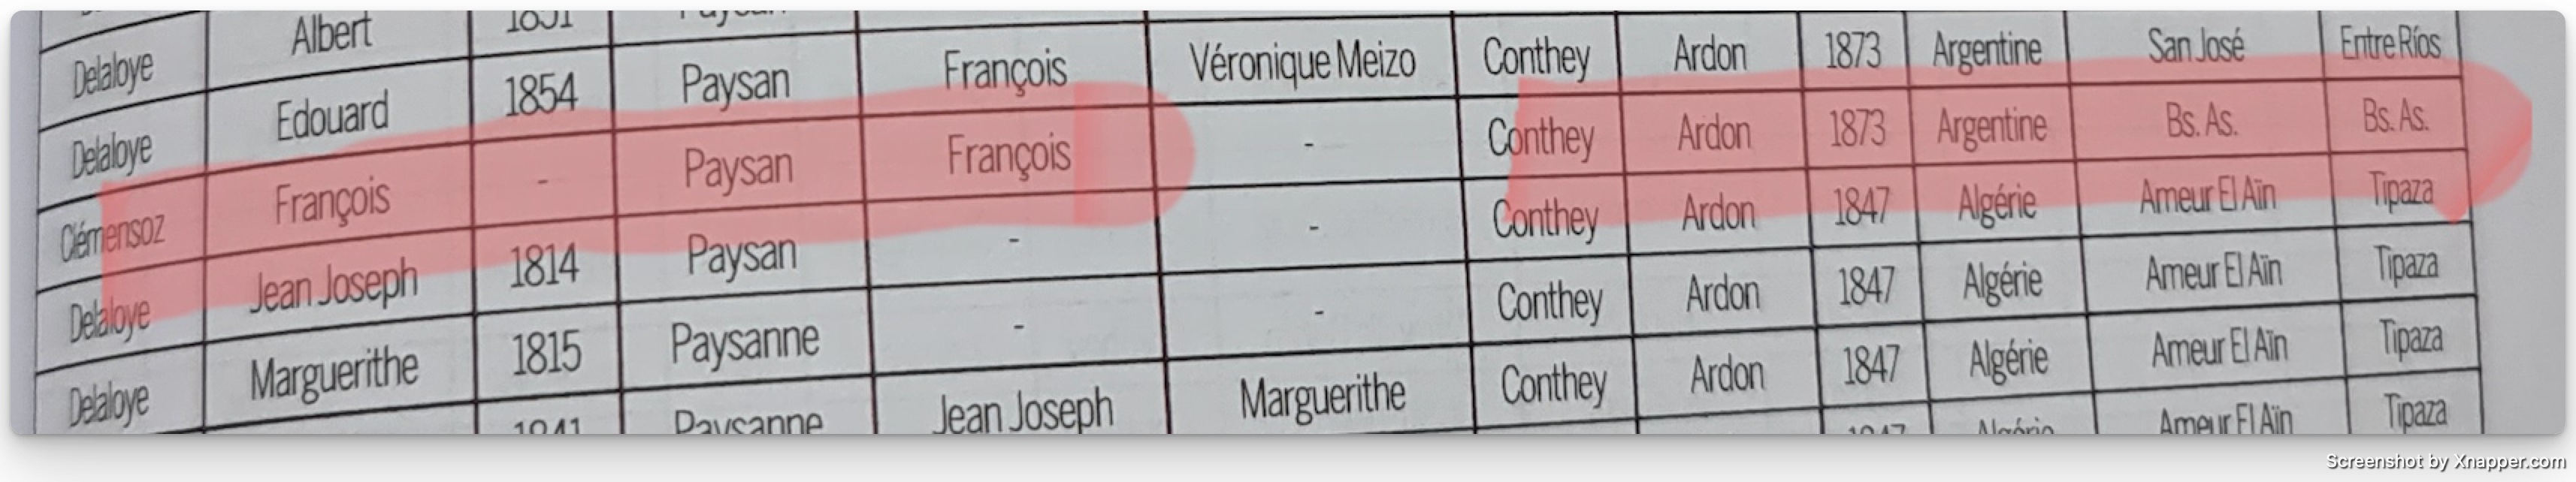 Delaloye Albert 1851 Paysan
Delaloye Edouard 1854 Paysan François Véronique Meizo Conthey Ardon 1873 Argentine San José Entre Ríos
Clémensoz François - Paysan François - Conthey Ardon 1873 Argentine Bs. As. Bs. As.
Delaloye Jean Joseph 1814 Paysan - - Conthey Ardon 1847 Algérie Ameur El Aïn Tipaza
Delaloye Marguerithe 1815 Paysanne - - Conthey Ardon 1847 Algérie Ameur El Aïn Tipaza
1841 Paysanne Jean Joseph Marguerithe Conthey Ardon 1847 Algérie Ameur El Aïn Tipaza
1847 Algérie Ameur El Aïn Tipaza
Screenshot by Xnapper.com